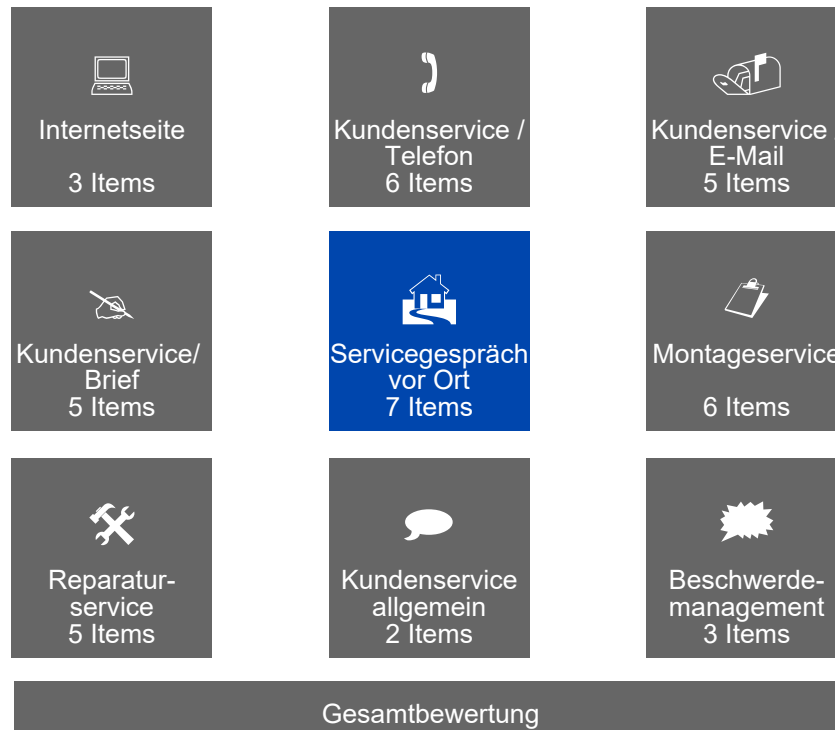 Internetseite
3 Items
Kundenservice /
Telefon
6 Items
Kundenservice
E-Mail
5 Items
Kundenservice/
Brief
5 Items
Servicegespräch
vor Ort
7 Items
Montageservice
6 Items
Reparatur-
service
5 Items
Kundenservice
allgemein
2 Items
Beschwerde-
management
3 Items
Gesamtbewertung